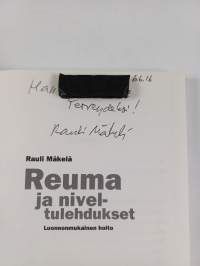 Terveydeksi!
Rauli Mäkelä
Rauli Mäkelä
Reuma
ja nivel-
tulehdukset
Luonnonmukainen hoito